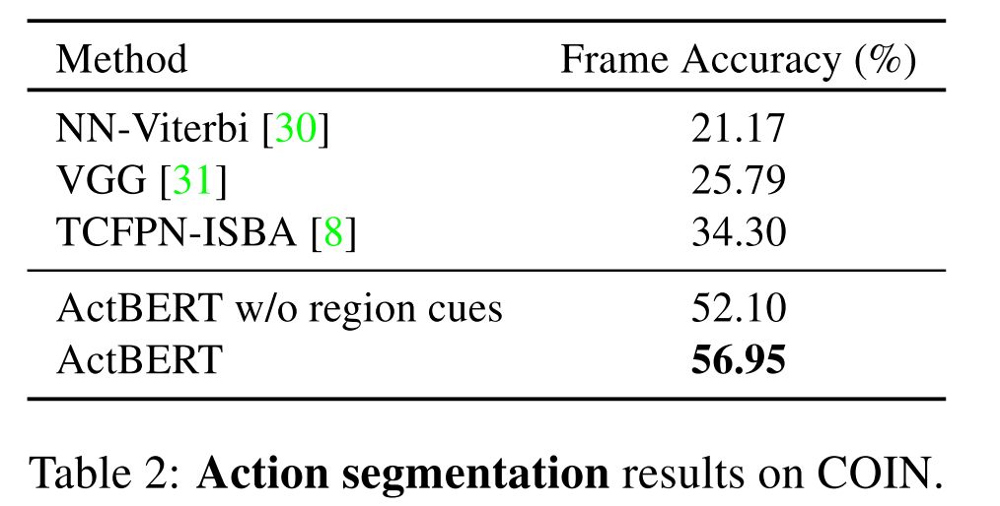 Method Frame Accuracy (%)
NN-Viterbi [30] 21.17
VGG [31] 25.79
TCFPN-ISBA [8] 34.30
ActBERT w/o region cues 52.10
ActBERT 56.95
Table 2: Action segmentation results on COIN.